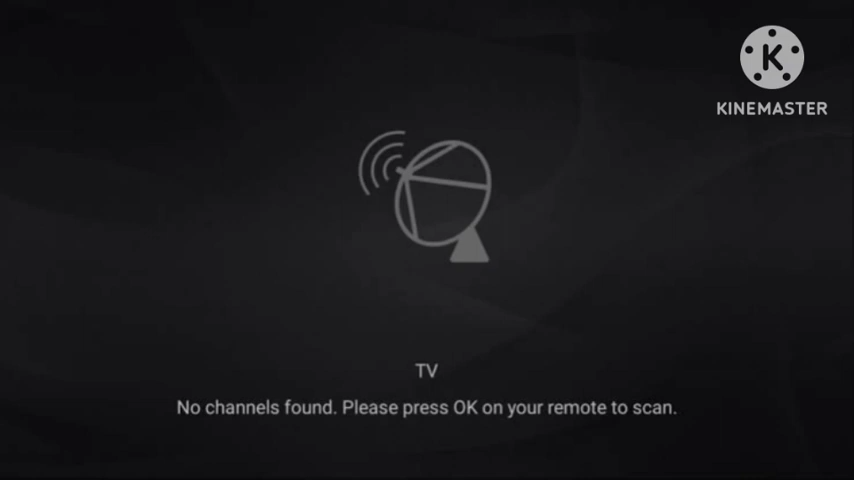 K
KINEMASTER
TV
No channels found. Please press OK on your remote to scan.